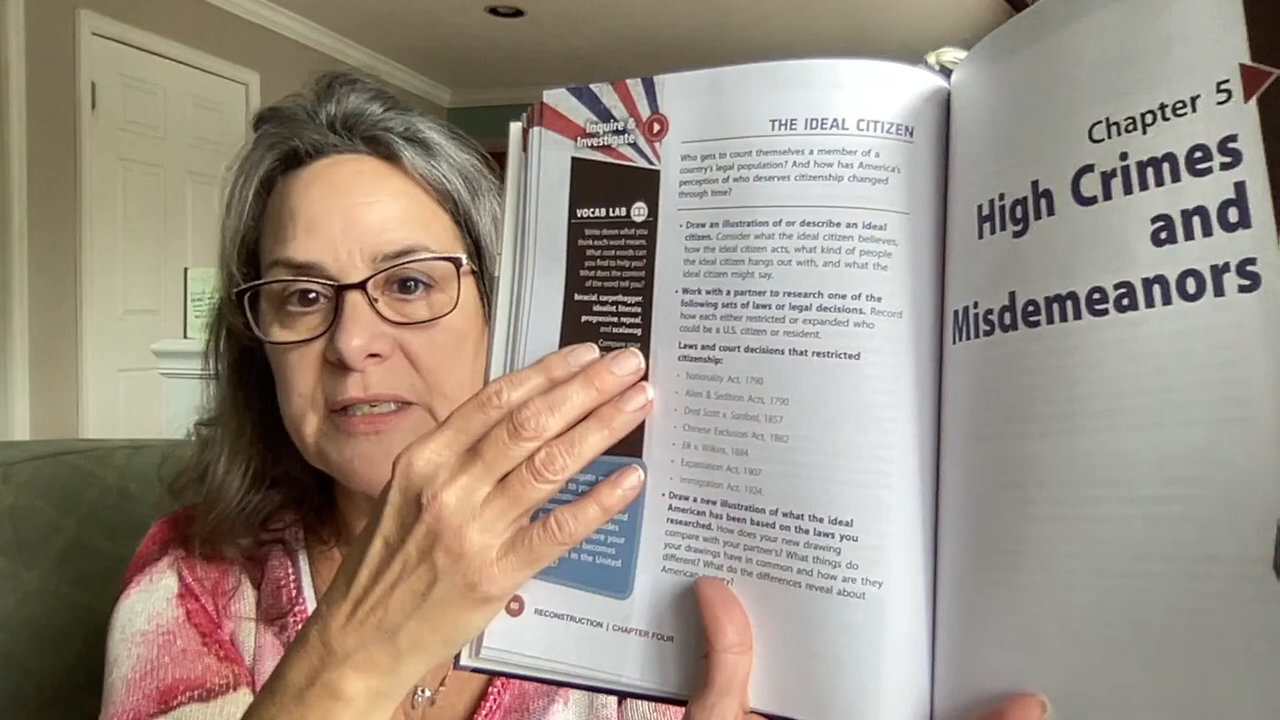 Inquire &
Investigate
VOCAB LAB
Write down what you
think each word means.
What root words can
you find to help you?
What does the context
of the word tell you?
biracial, carpetbagger,
idealist, literate,
progressive, repeal,
and scalawag
Compare your
in the United
THE IDEAL CITIZEN
Who gets to count themselves a member of a
country's legal population? And how has America's
perception of who deserves citizenship changed
through time?
• Draw an illustration of or describe an ideal
citizen. Consider what the ideal citizen believes,
how the ideal citizen acts, what kind of people
the ideal citizen hangs out with, and what the
ideal citizen might say.
• Work with a partner to research one of the
following sets of laws or legal decisions. Record
how each either restricted or expanded who
could be a U.S. citizen or resident.
Laws and court decisions that restricted
citizenship:
• Nationality Act, 1790
• Alien & Sedition Acts, 1790
• Dred Scott v. Sanford, 1857
• Chinese Exclusion Act, 1882
• Elk v. Wilkins, 1884
• Expatriation Act, 1907
• Immigration Act, 1924
• Draw a new illustration of what the ideal
American has been based on the laws you
researched. How does your new drawing
compare with your partner's? What things do
your drawings have in common and how are they
different? What do the differences reveal about
American
RECONSTRUCTION | CHAPTER FOUR
Chapter 5
High Crimes
and
Misdemeanors